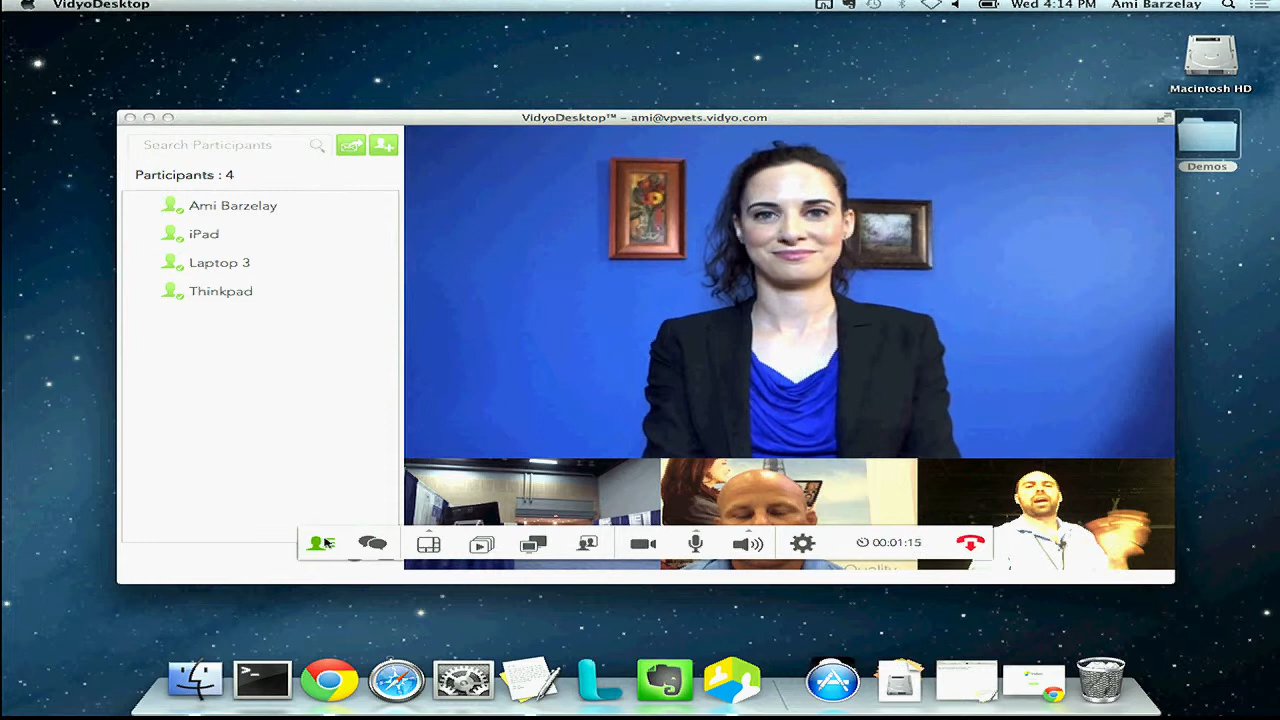 VidyoDesktop
Wed 4:14 PM
Ami Barzelay
Macintosh HD
VidyoDesktop™ – ami@vpvets.vidyo.com
Demos
Search Participants
Participants : 4
Ami Barzelay
iPad
Laptop 3
Thinkpad
00:01:15
Quality